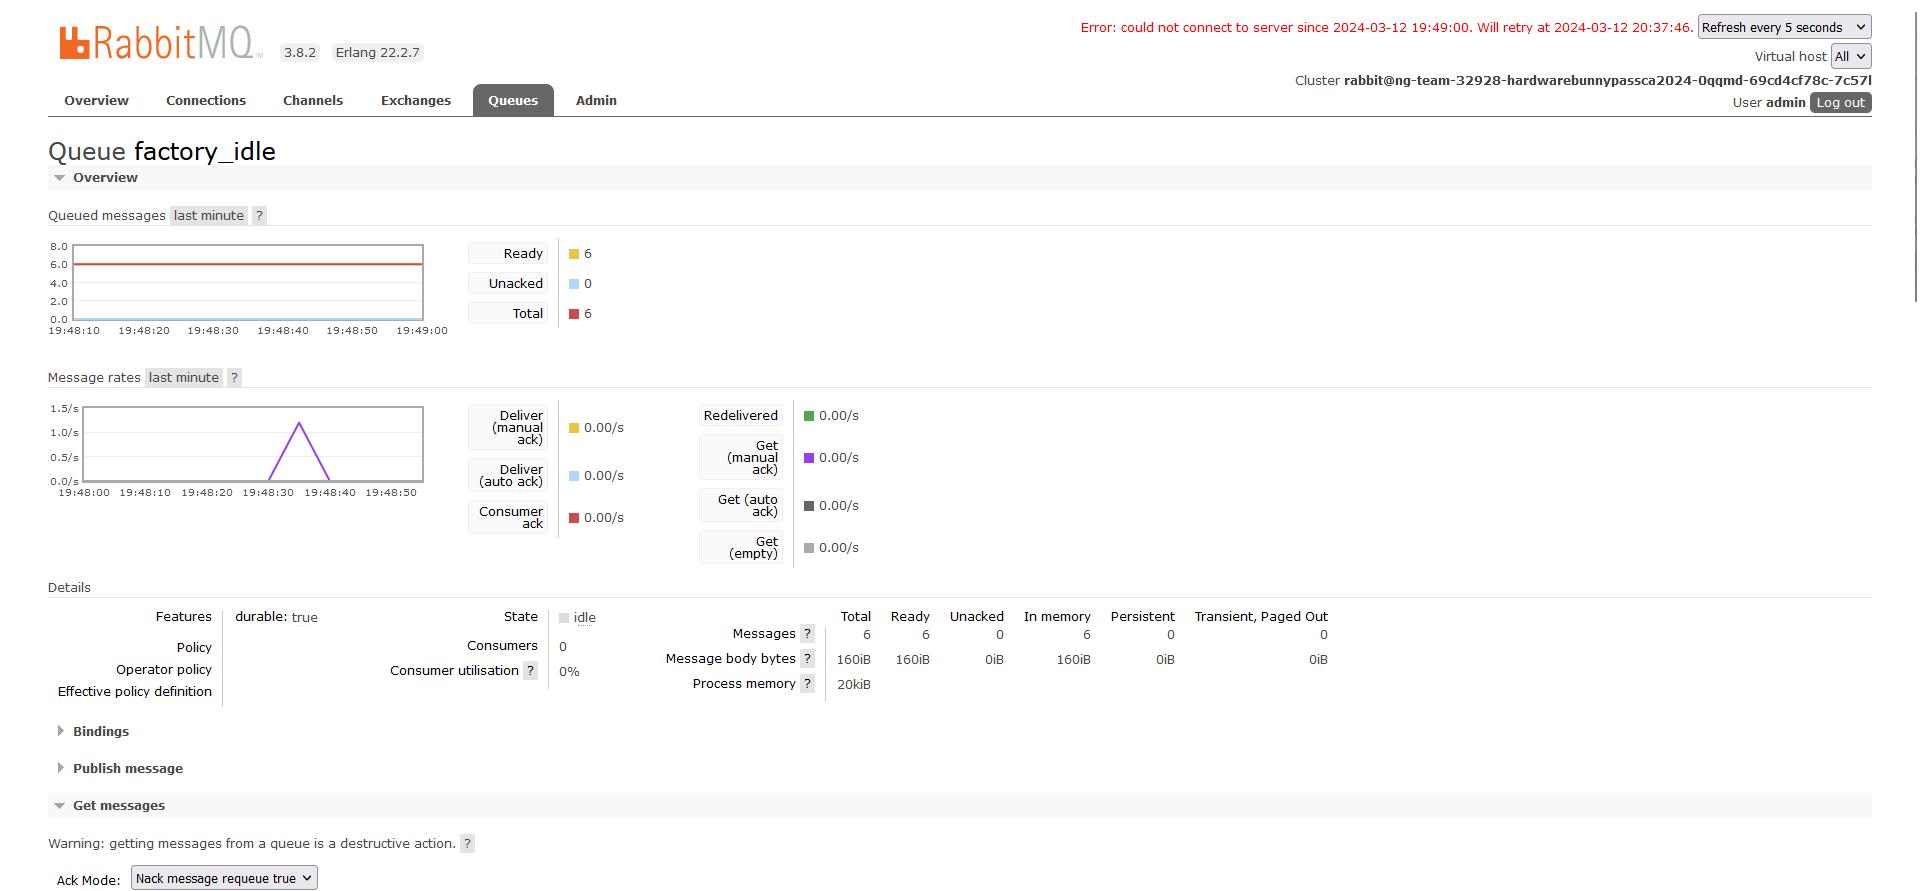 RabbitMQ™ 3.8.2 Erlang 22.2.7
Error: could not connect to server since 2024-03-12 19:49:00. Will retry at 2024-03-12 20:37:46. Refresh every 5 seconds
Virtual host All
Cluster rabbit@ng-team-32928-hardwarebunnypassca2024-0qqmd-69cd4cf78c-7c57l
User admin Log out
Overview Connections Channels Exchanges Queues Admin
Queue factory_idle
Overview
Queued messages last minute ?
8.0
6.0
4.0
2.0
0.0
19:48:10 19:48:20 19:48:30 19:48:40 19:48:50 19:49:00
Ready 6
Unacked 0
Total 6
Message rates last minute ?
1.5/s
1.0/s
0.5/s
0.0/s
19:48:00 19:48:10 19:48:20 19:48:30 19:48:40 19:48:50
Deliver
(manual 0.00/s
ack)
Deliver
(auto ack) 0.00/s
Consumer
ack 0.00/s
Redelivered 0.00/s
Get
(manual 0.00/s
ack)
Get (auto
ack) 0.00/s
Get
(empty) 0.00/s
Details
Features durable: true
Policy
Operator policy
Effective policy definition
State idle
Consumers 0
Consumer utilisation ? 0%
Total Ready Unacked In memory Persistent Transient, Paged Out
Messages ? 6 6 0 6 0 0
Message body bytes ? 160iB 160iB 0iB 160iB 0iB 0iB
Process memory ? 20kiB
Bindings
Publish message
Get messages
Warning: getting messages from a queue is a destructive action. ?
Ack Mode: Nack message requeue true